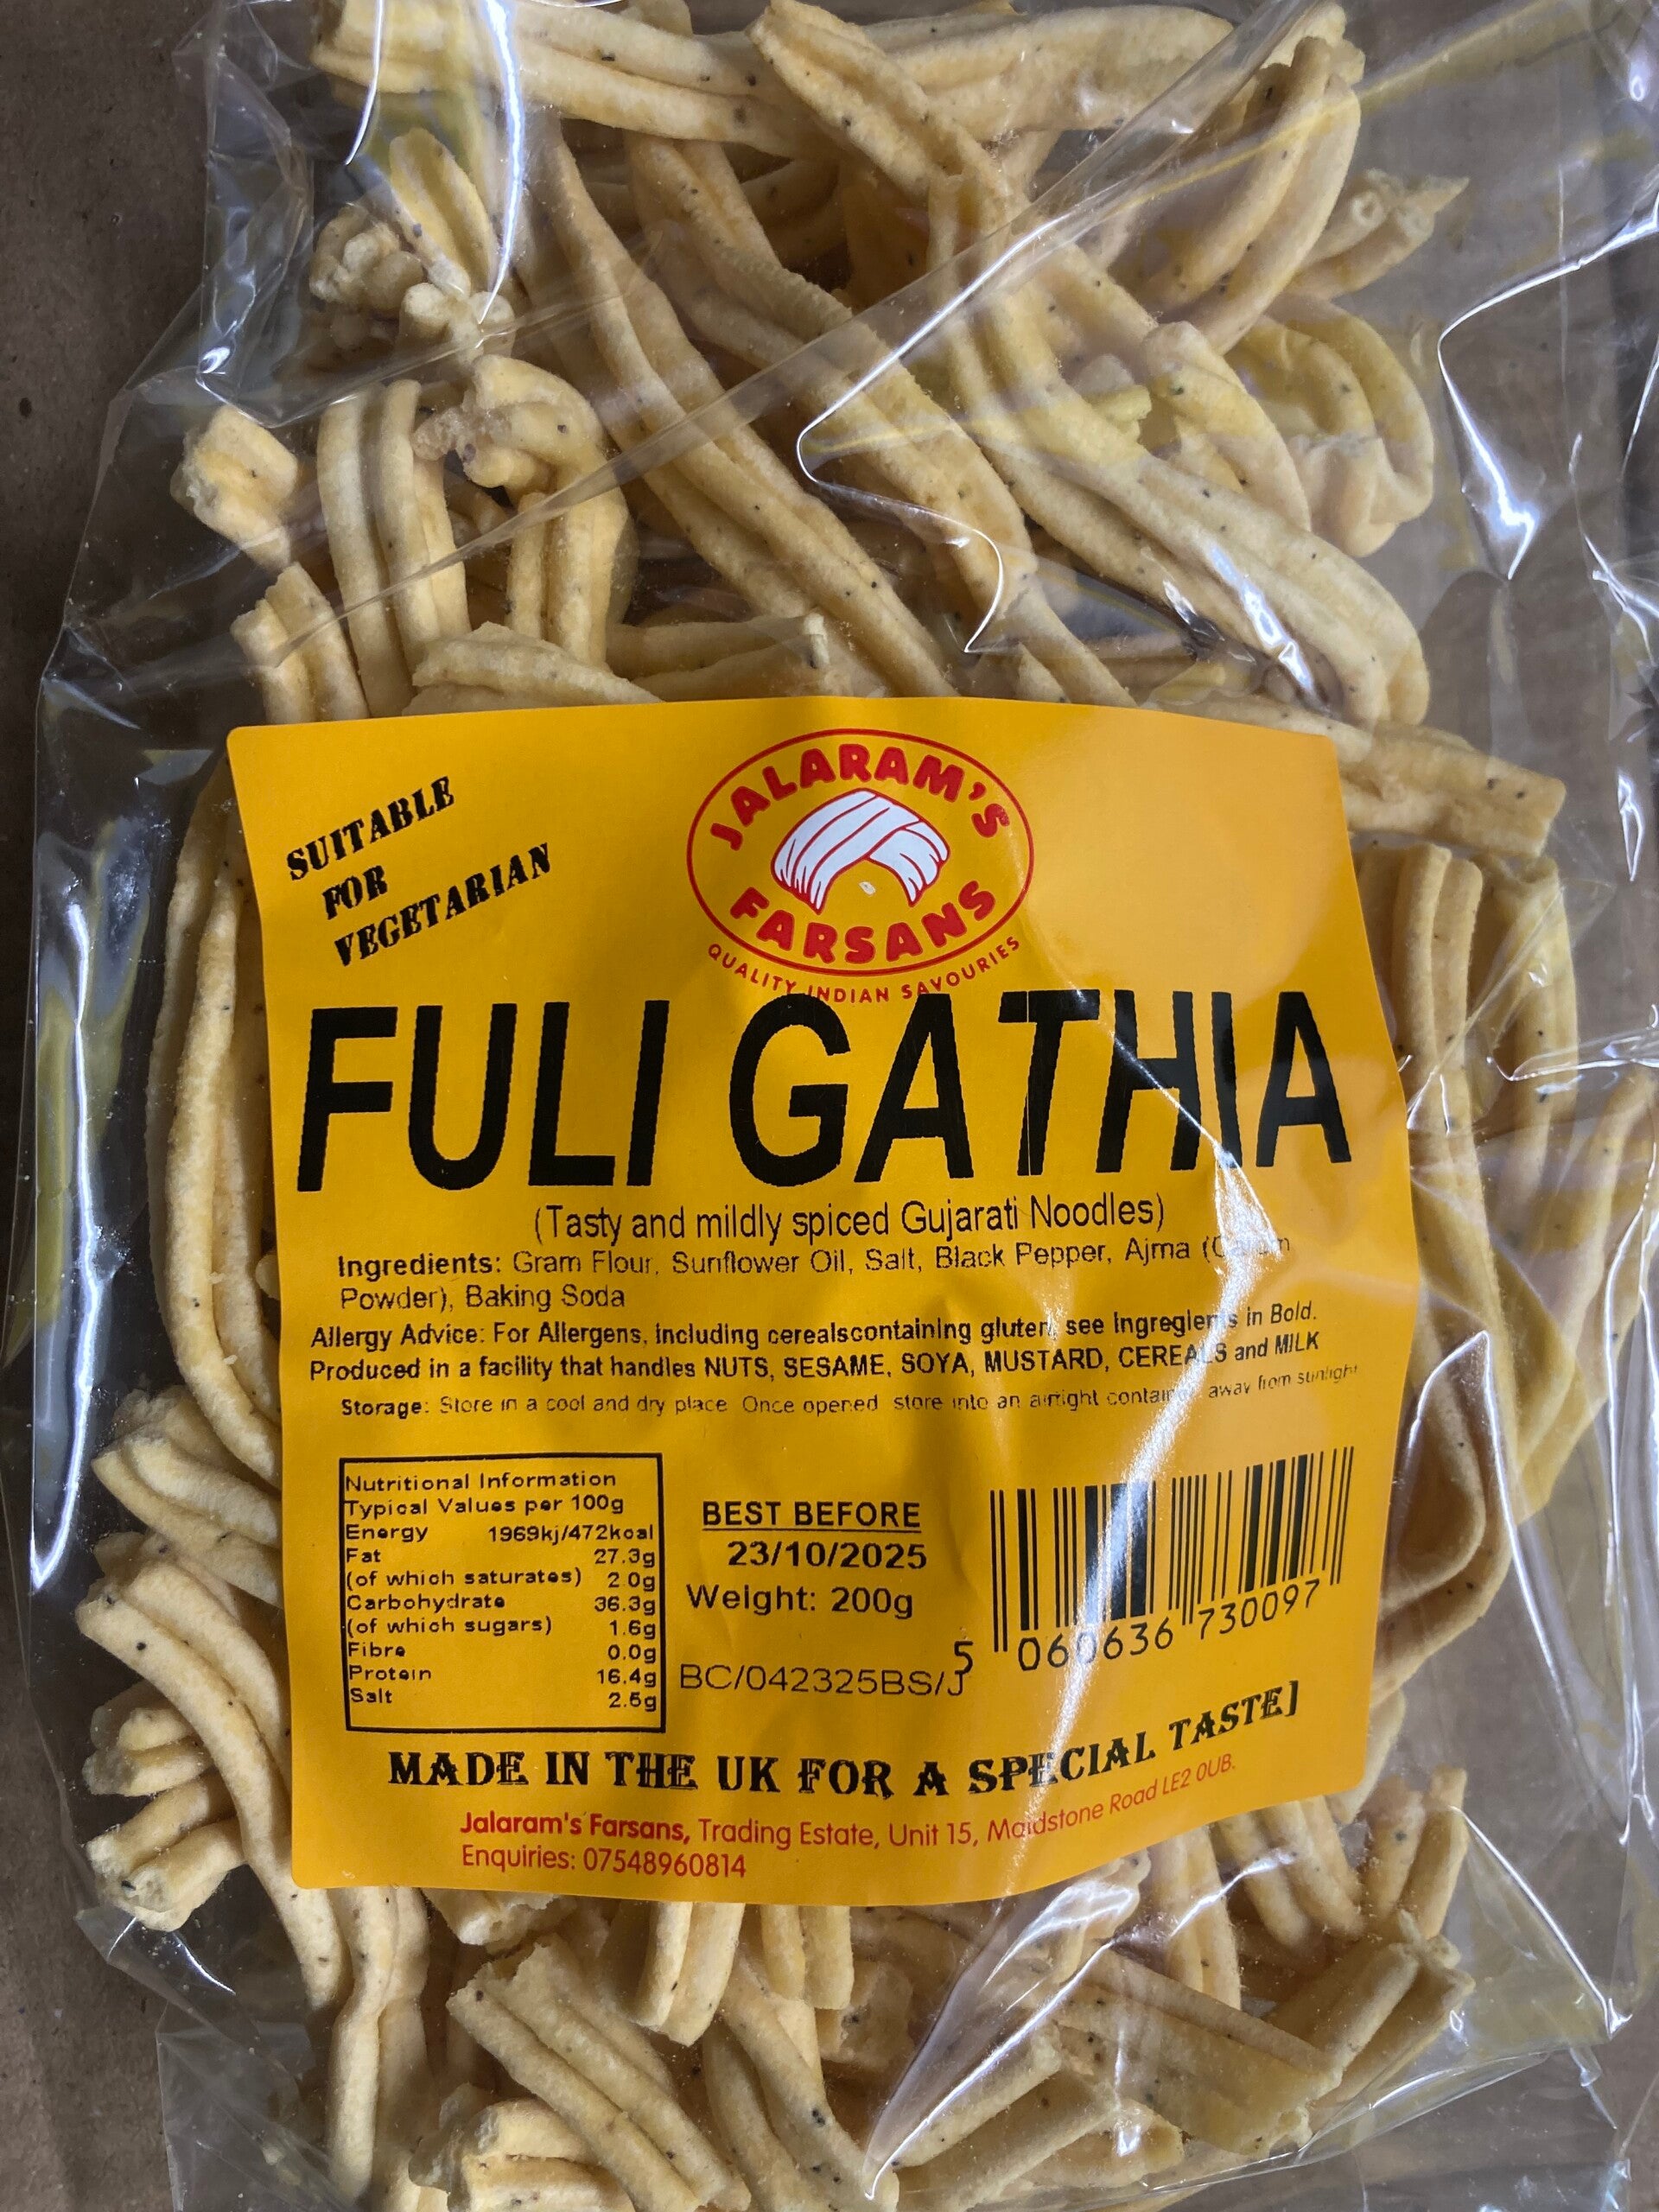 SUITABLE
FOR
VEGETARIAN
JALARAM'S
FARSANS
QUALITY INDIAN SAVOURIES
FULI GATHIA
(Tasty and mildly spiced Gujarati Noodles)
Ingredients: Gram Flour, Sunflower Oil, Salt, Black Pepper, Ajma
Powder), Baking Soda
Allergy Advice: For Allergens, including cerealscontaining gluten, see in Bold.
Produced in a facility that handles NUTS, SESAME, SOYA, MUSTARD, CEREALS and MILK
Storage: Store in a cool and dry place Once opened store into an airtight container away from sunlight
Nutritional Information
Typical Values per 100g
Energy 1969kj/472kcal
Fat 27.3g
(of which saturates) 2.0g
Carbohydrate 36.3g
(of which sugars) 1.6g
Fibre 0.0g
Protein 16.4g
Salt 2.5g
BEST BEFORE
23/10/2025
Weight: 200g
BC/042325BS/J
5 060636 730097
MADE IN THE UK FOR A SPECIAL TASTE]
Jalaram's Farsans, Trading Estate, Unit 15, Maidstone Road LE2 0UB.
Enquiries: 07548960814